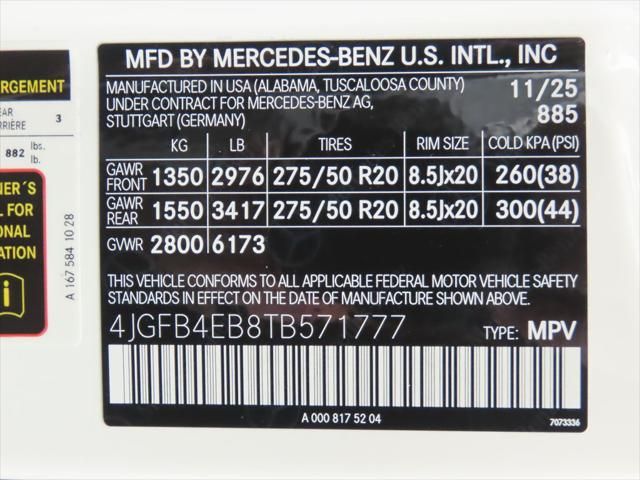 MFD BY MERCEDES-BENZ U.S. INTL., INC
MANUFACTURED IN USA (ALABAMA, TUSCALOOSA COUNTY) 11/25
UNDER CONTRACT FOR MERCEDES-BENZ AG, 885
STUTTGART (GERMANY)
KG LB TIRES RIM SIZE COLD KPA (PSI)
GAWR FRONT 1350 2976 275/50 R20 8.5Jx20 260(38)
GAWR REAR 1550 3417 275/50 R20 8.5Jx20 300(44)
GVWR 2800 6173
THIS VEHICLE CONFORMS TO ALL APPLICABLE FEDERAL MOTOR VEHICLE SAFETY
STANDARDS IN EFFECT ON THE DATE OF MANUFACTURE SHOWN ABOVE.
4JGFB4EB8TB571777 TYPE: MPV
A 000 817 52 04
7073336
ARGEMENT
EAR
RRIÈRE 3
882 lbs.
lb.
NER´S
L FOR
ONAL
ATION
i
A 167 584 10 28